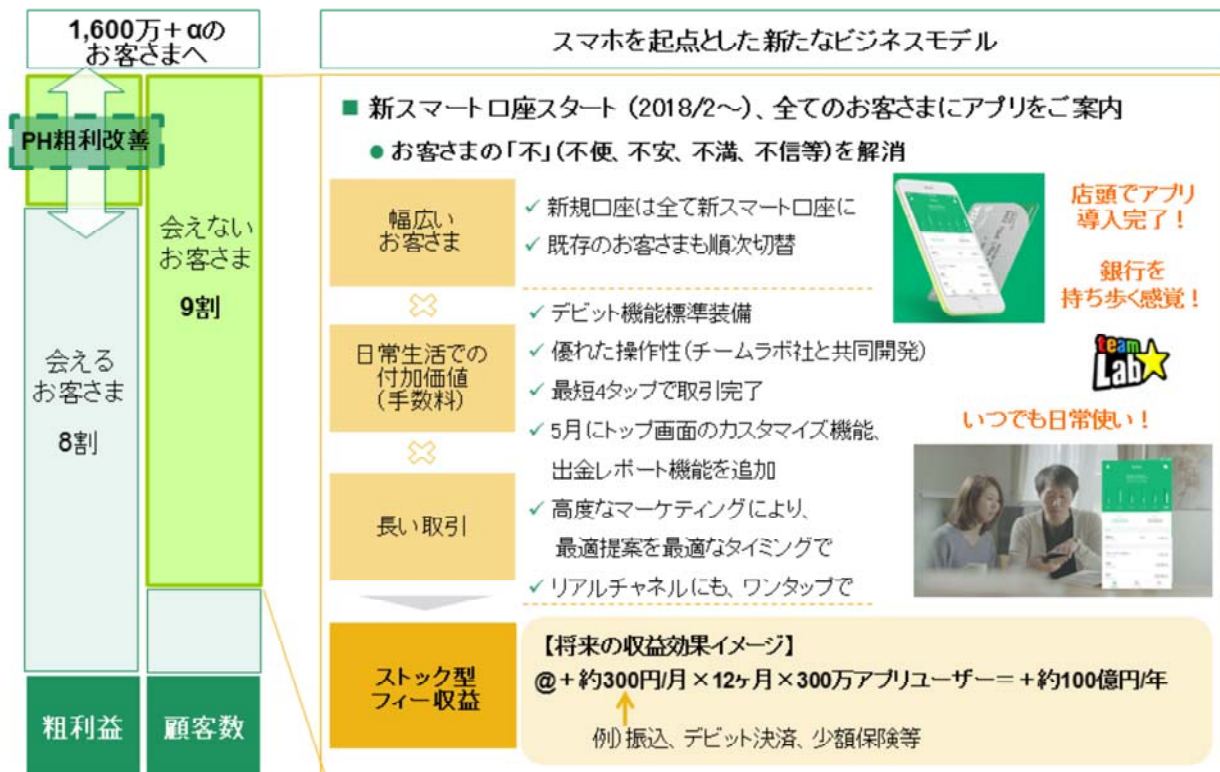 1,600万＋αの
お客さまへ
スマホを起点とした新たなビジネスモデル
PH粗利改善
会える
お客さま
8割
会えない
お客さま
9割
粗利益
顧客数
■ 新スマート口座スタート（2018/2～）、全てのお客さまにアプリをご案内
● お客さまの「不」（不便、不安、不満、不信等）を解消
幅広い
お客さま
✓ 新規口座は全て新スマート口座に
✓ 既存のお客さまも順次切替
店頭でアプリ
導入完了！
銀行を
持ち歩く感覚！
日常生活での
付加価値
（手数料）
✓ デビット機能標準装備
✓ 優れた操作性（チームラボ社と共同開発）
✓ 最短4タップで取引完了
✓ 5月にトップ画面のカスタマイズ機能、
出金レポート機能を追加
team
Lab
いつでも日常使い！
長い取引
✓ 高度なマーケティングにより、
最適提案を最適なタイミングで
✓ リアルチャネルにも、ワンタップで
ストック型
フィー収益
【将来の収益効果イメージ】
@＋約300円/月×12ヶ月×300万アプリユーザー＝＋約100億円/年
例）振込、デビット決済、少額保険等